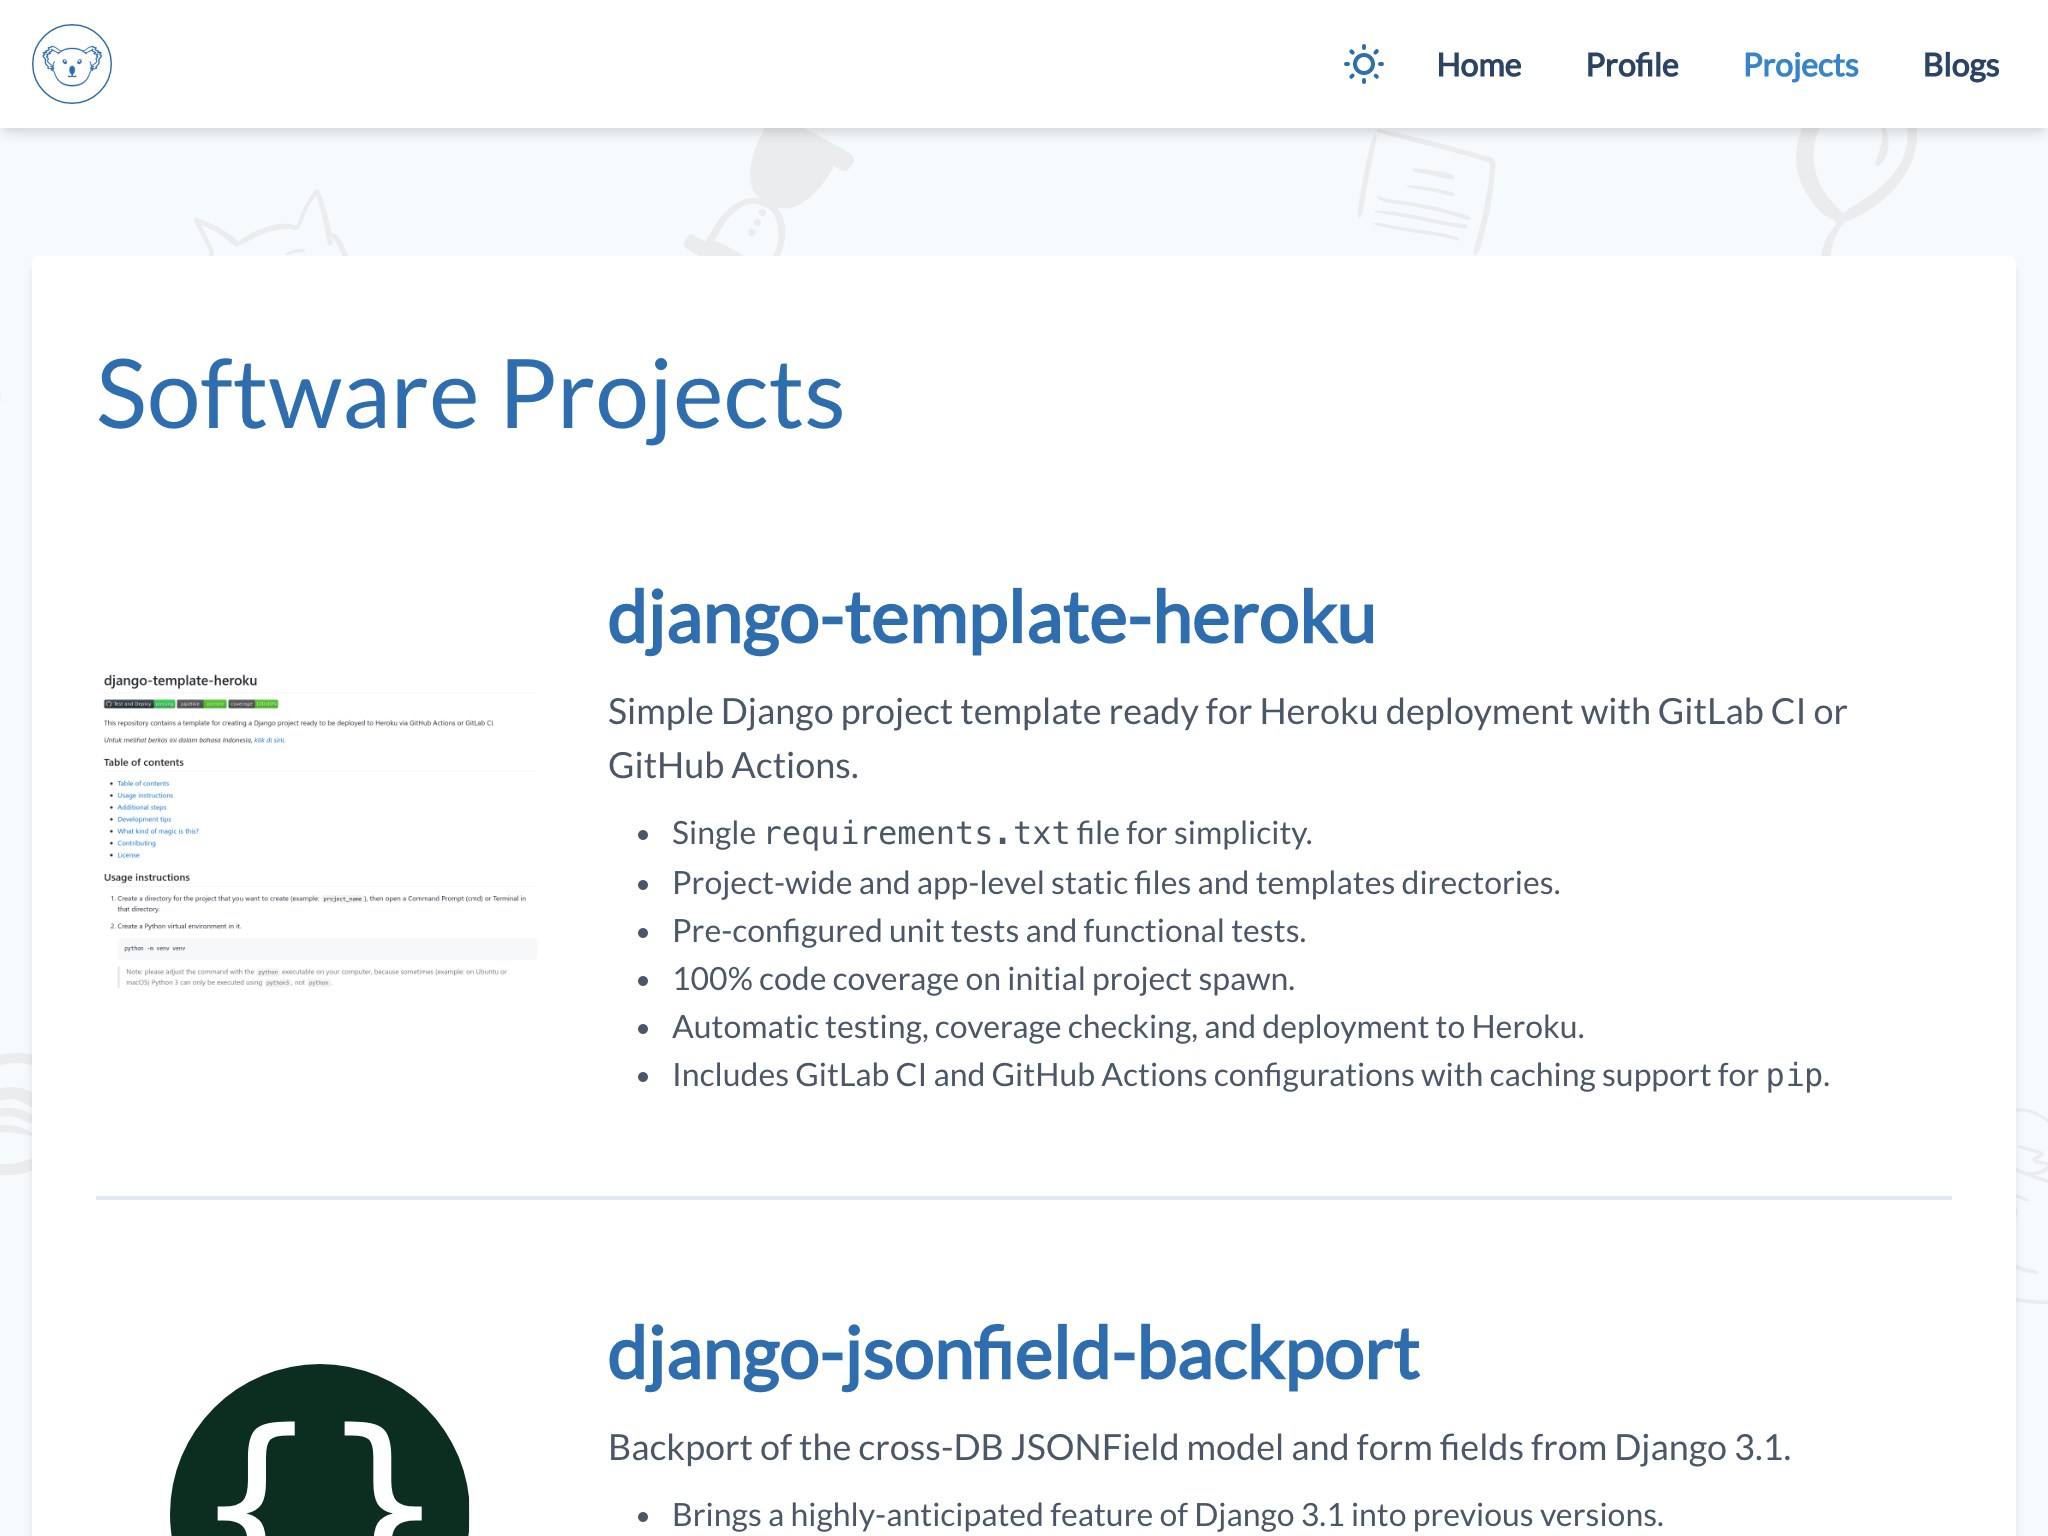 Home
Profile
Projects
Blogs
Software Projects
django-template-heroku
Test and Deploy passing pipeline passed coverage 100.00%
This repository contains a template for creating a Django project ready to be deployed to Heroku via GitHub Actions or GitLab CI.
Untuk melihat berkas ini dalam bahasa Indonesia, klik di sini.
Table of contents
• Table of contents
• Usage instructions
• Additional steps
• Development tips
• What kind of magic is this?
• Contributing
• License
Usage instructions
1. Create a directory for the project that you want to create (example: project_name), then open a Command Prompt (cmd) or Terminal in
that directory.
2. Create a Python virtual environment in it.
python -m venv venv
Note: please adjust the command with the python executable on your computer, because sometimes (example: on Ubuntu or
macOS) Python 3 can only be executed using python3, not python.
django-template-heroku
Simple Django project template ready for Heroku deployment with GitLab CI or
GitHub Actions.
• Single requirements.txt file for simplicity.
• Project-wide and app-level static files and templates directories.
• Pre-configured unit tests and functional tests.
• 100% code coverage on initial project spawn.
• Automatic testing, coverage checking, and deployment to Heroku.
• Includes GitLab CI and GitHub Actions configurations with caching support for pip.
{ }
django-jsonfield-backport
Backport of the cross-DB JSONField model and form fields from Django 3.1.
• Brings a highly-anticipated feature of Django 3.1 into previous versions.